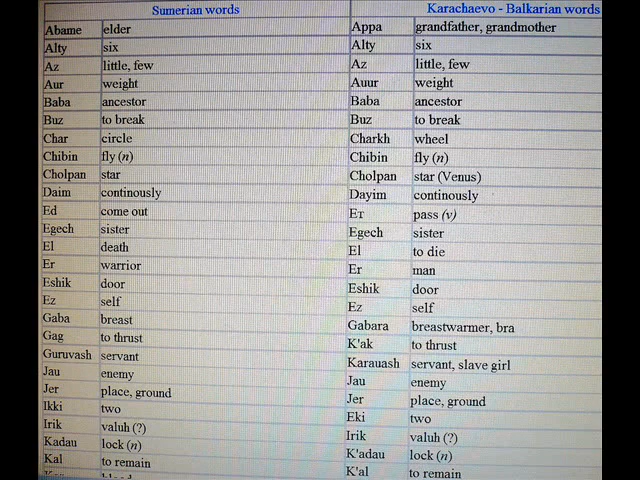 Sumerian words Karachaevo - Balkarian words
Abame elder Appa grandfather, grandmother
Alty six Alty six
Az little, few Az little, few
Aur weight Auur weight
Baba ancestor Baba ancestor
Buz to break Buz to break
Char circle Charkh wheel
Chibin fly (n) Chibin fly (n)
Cholpan star Cholpan star (Venus)
Daim continously Dayim continously
Ed come out Et pass (v)
Egech sister Egech sister
El death El to die
Er warrior Er man
Eshik door Eshik door
Ez self Ez self
Gaba breast Gabara breastwarmer, bra
Gag to thrust K'ak to thrust
Guruvash servant Karauash servant, slave girl
Jau enemy Jau enemy
Jer place, ground Jer place, ground
Ikki two Eki two
Irik valuh (?) Irik valuh (?)
Kadau lock (n) K'adau lock (n)
Kal to remain K'al to remain